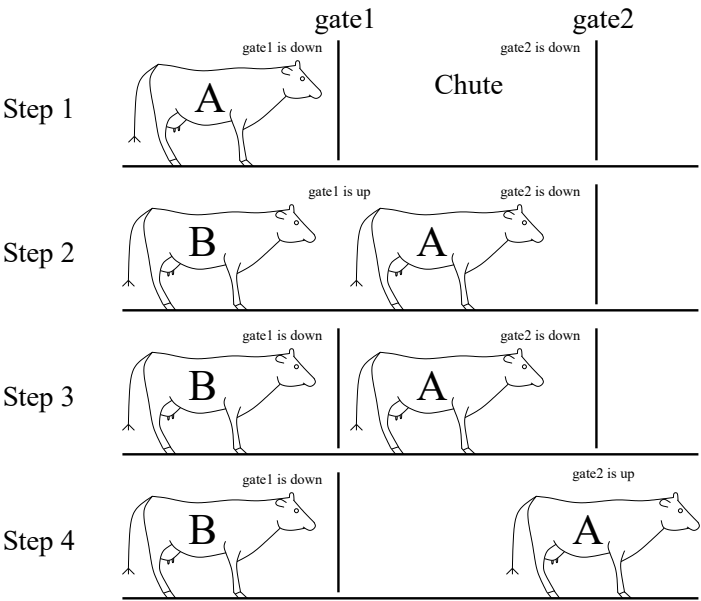 gate1 gate2
gate1 is down gate2 is down
Step 1 A Chute
gate1 is up gate2 is down
Step 2 B A
gate1 is down gate2 is down
Step 3 B A
gate1 is down gate2 is up
Step 4 B A